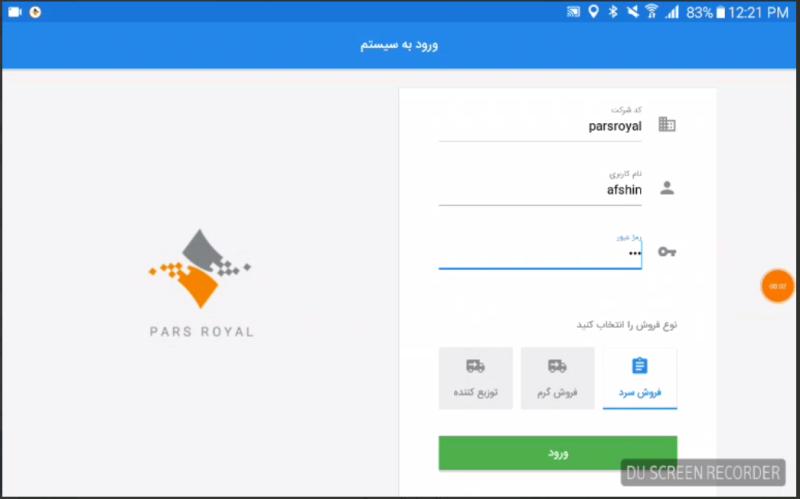 83% 12:21 PM
ورود به سیستم
کد شرکت
parsroyal
نام کاربری
afshin
رمز عبور
•••
00:02
PARS ROYAL
نوع فروش را انتخاب کنید
فروش سرد
فروش گرم
توزیع کننده
ورود
DU SCREEN RECORDER